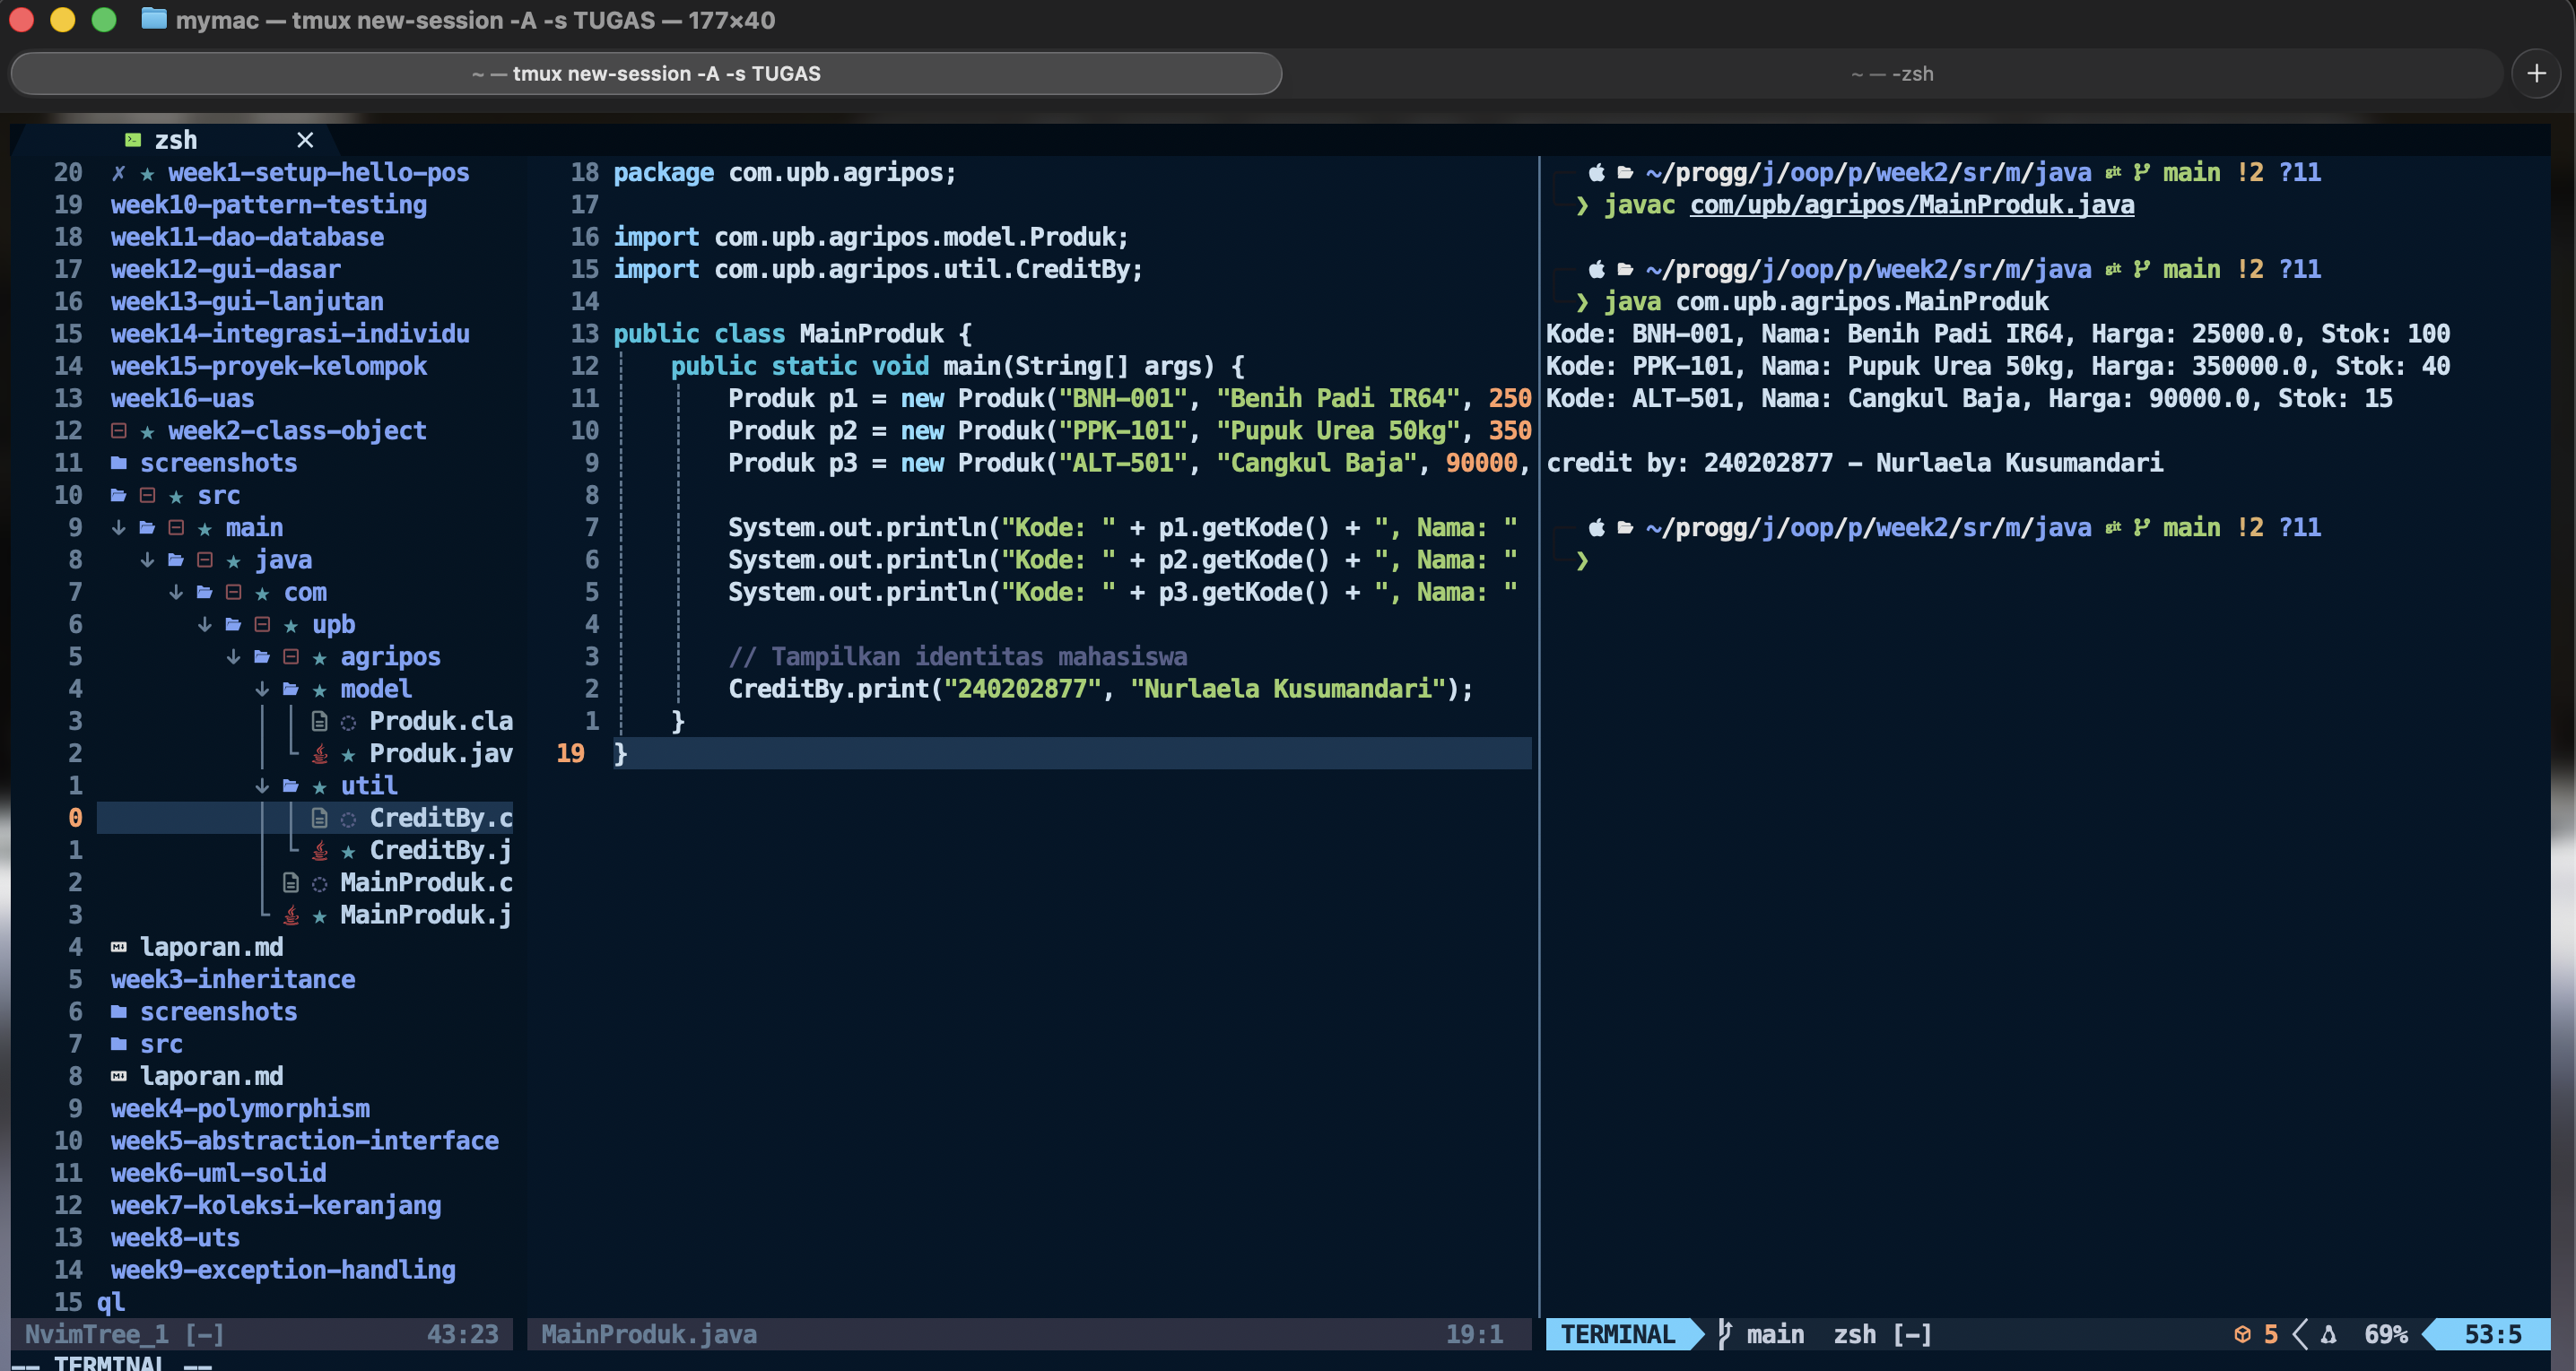 mymac — tmux new-session -A -s TUGAS — 177×40
~ — tmux new-session -A -s TUGAS
~ — -zsh
zsh
20 ✗ ★ week1-setup-hello-pos
19 week10-pattern-testing
18 week11-dao-database
17 week12-gui-dasar
16 week13-gui-lanjutan
15 week14-integrasi-individu
14 week15-proyek-kelompok
13 week16-uas
12 ★ week2-class-object
11 screenshots
10 ★ src
9 ★ main
8 ★ java
7 ★ com
6 ★ upb
5 ★ agripos
4 ★ model
3 Produk.cla
2 ★ Produk.jav
1 ★ util
0 CreditBy.c
1 ★ CreditBy.j
2 MainProduk.c
3 ★ MainProduk.j
4 laporan.md
5 week3-inheritance
6 screenshots
7 src
8 laporan.md
9 week4-polymorphism
10 week5-abstraction-interface
11 week6-uml-solid
12 week7-koleksi-keranjang
13 week8-uts
14 week9-exception-handling
15 ql
NvimTree_1 [-] 43:23
18 package com.upb.agripos;
17
16 import com.upb.agripos.model.Produk;
15 import com.upb.agripos.util.CreditBy;
14
13 public class MainProduk {
12 public static void main(String[] args) {
11 Produk p1 = new Produk("BNH-001", "Benih Padi IR64", 250
10 Produk p2 = new Produk("PPK-101", "Pupuk Urea 50kg", 350
9 Produk p3 = new Produk("ALT-501", "Cangkul Baja", 90000,
8
7 System.out.println("Kode: " + p1.getKode() + ", Nama: "
6 System.out.println("Kode: " + p2.getKode() + ", Nama: "
5 System.out.println("Kode: " + p3.getKode() + ", Nama: "
4
3 // Tampilkan identitas mahasiswa
2 CreditBy.print("240202877", "Nurlaela Kusumandari");
1 }
19 }
MainProduk.java 19:1
~/progg/j/oop/p/week2/sr/m/java git main !2 ?11
❯ javac com/upb/agripos/MainProduk.java
~/progg/j/oop/p/week2/sr/m/java git main !2 ?11
❯ java com.upb.agripos.MainProduk
Kode: BNH-001, Nama: Benih Padi IR64, Harga: 25000.0, Stok: 100
Kode: PPK-101, Nama: Pupuk Urea 50kg, Harga: 350000.0, Stok: 40
Kode: ALT-501, Nama: Cangkul Baja, Harga: 90000.0, Stok: 15
credit by: 240202877 - Nurlaela Kusumandari
~/progg/j/oop/p/week2/sr/m/java git main !2 ?11
❯
TERMINAL main zsh [-] 5 69% 53:5
-- TERMINAL --